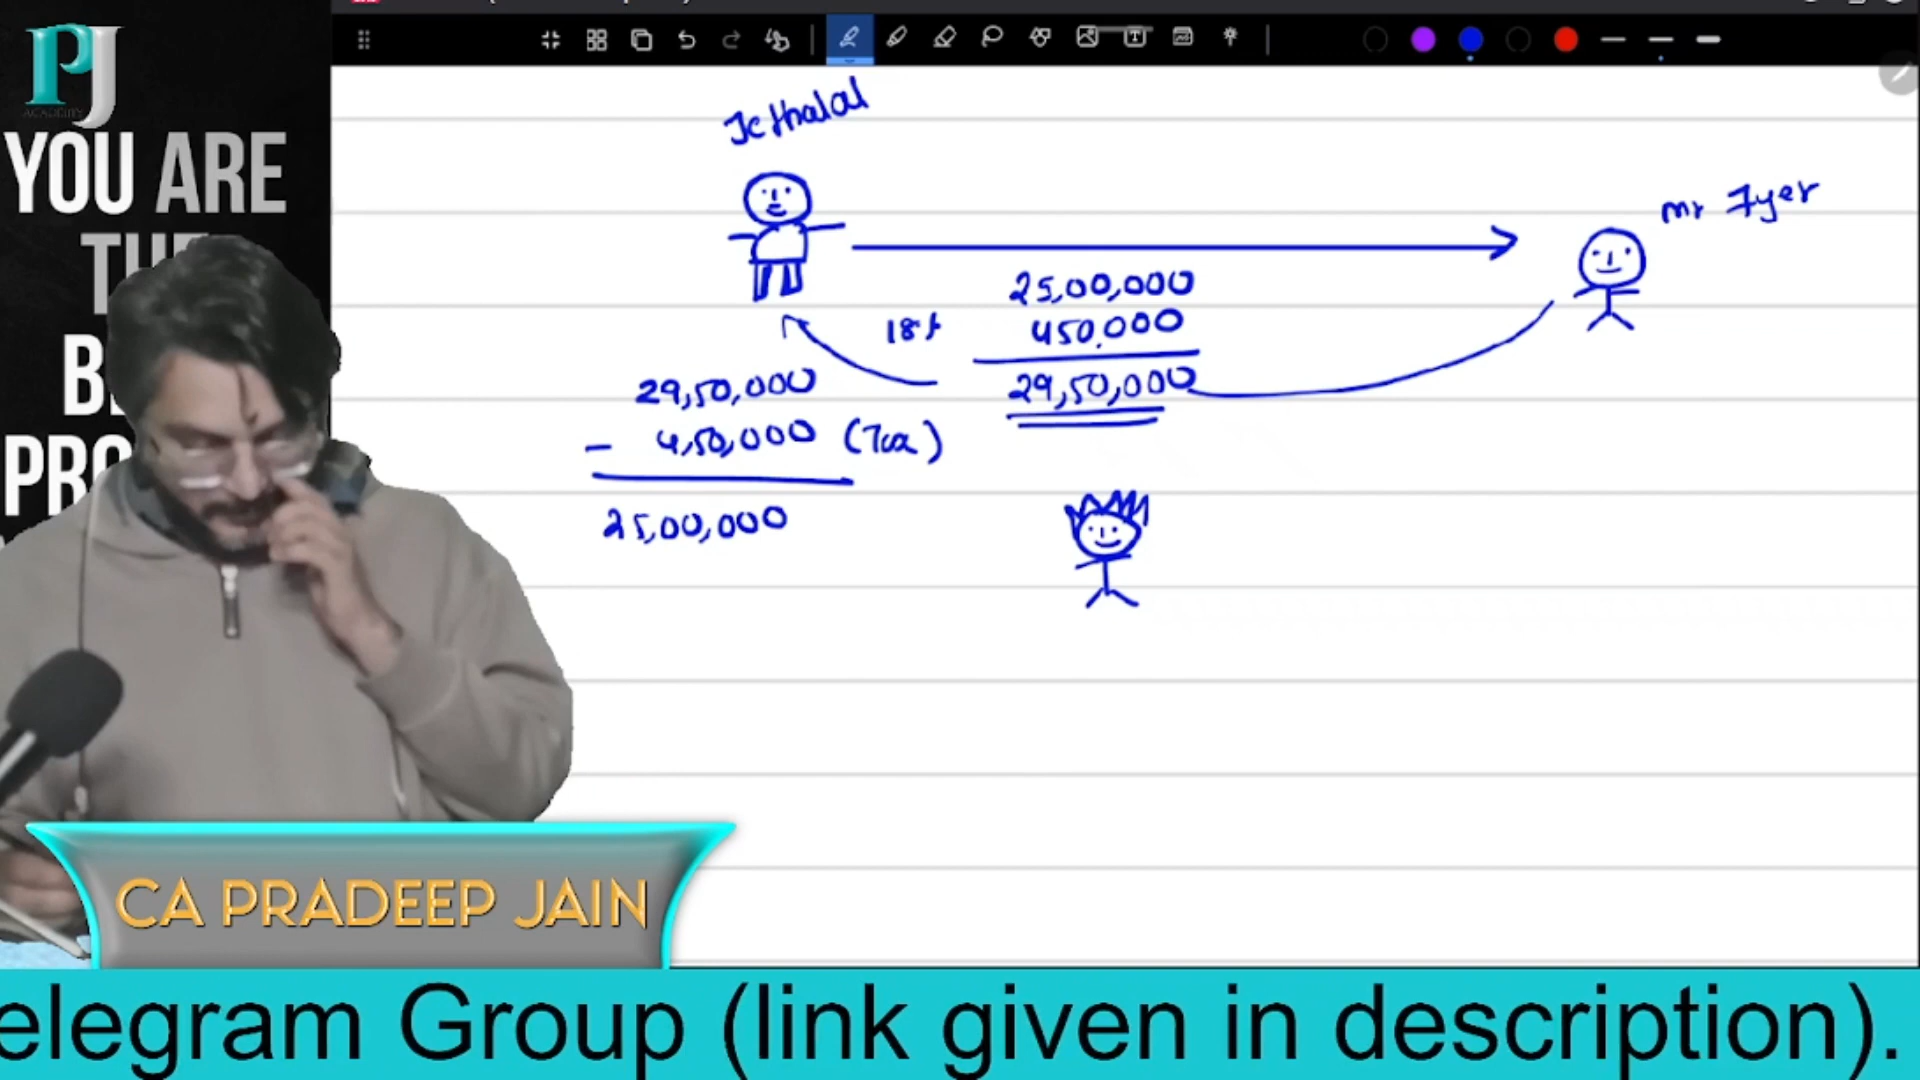 PJ
ACADEMY
YOU ARE
THE
B
PRO
Jethalal
mr Iyer
25,00,000
18% 450,000
29,50,000
29,50,000
- 4,50,000 (Tax)
25,00,000
CA PRADEEP JAIN
elegram Group (link given in description).